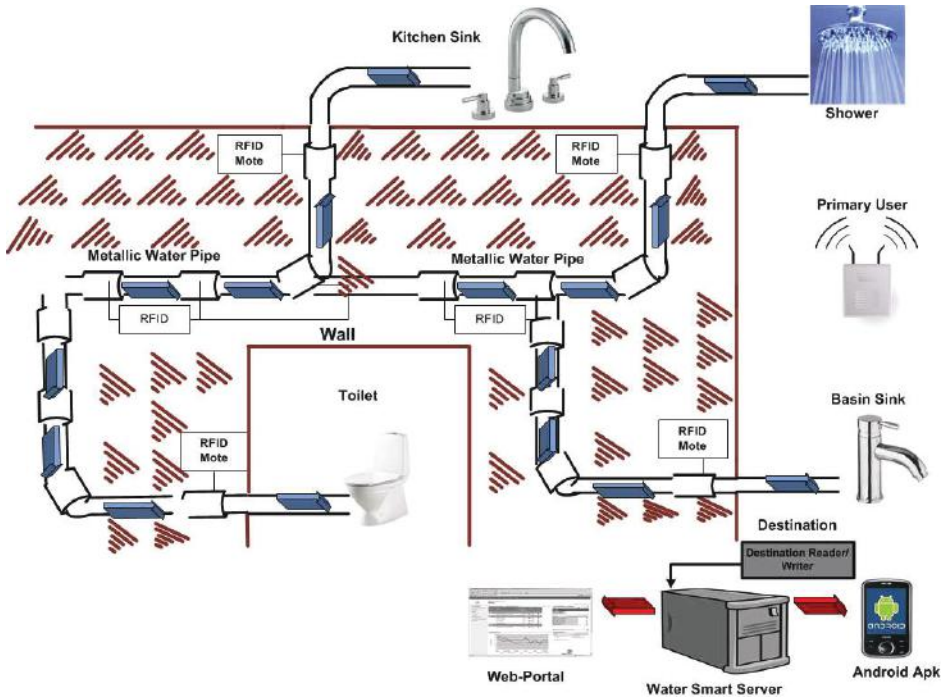 Kitchen Sink
Shower
RFID
Mote
RFID
Mote
Primary User
Metallic Water Pipe
Metallic Water Pipe
RFID
RFID
Wall
Toilet
Basin Sink
RFID
Mote
RFID
Mote
Destination
Destination Reader/
Writer
ANDROID
Web-Portal
Water Smart Server
Android Apk